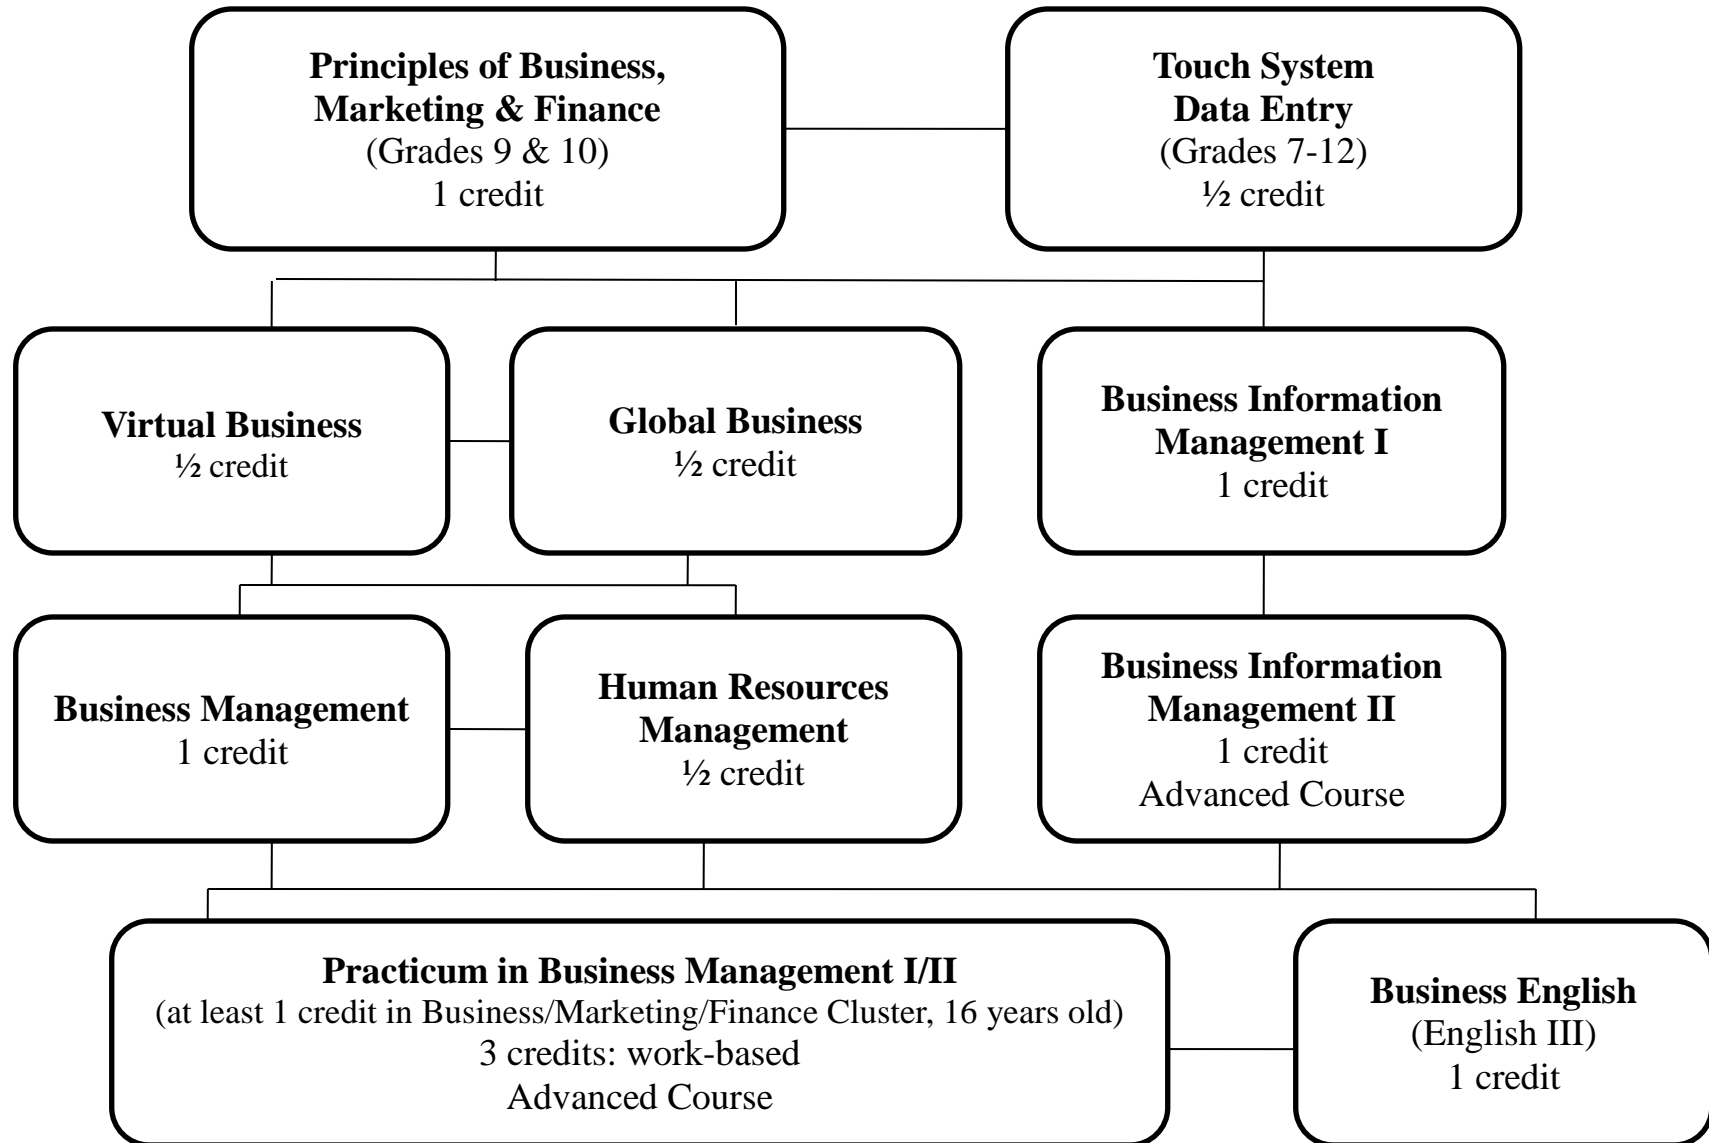 Principles of Business,
Marketing & Finance
(Grades 9 & 10)
1 credit
Touch System
Data Entry
(Grades 7-12)
½ credit
Virtual Business
½ credit
Global Business
½ credit
Business Information
Management I
1 credit
Business Management
1 credit
Human Resources
Management
½ credit
Business Information
Management II
1 credit
Advanced Course
Practicum in Business Management I/II
(at least 1 credit in Business/Marketing/Finance Cluster, 16 years old)
3 credits: work-based
Advanced Course
Business English
(English III)
1 credit